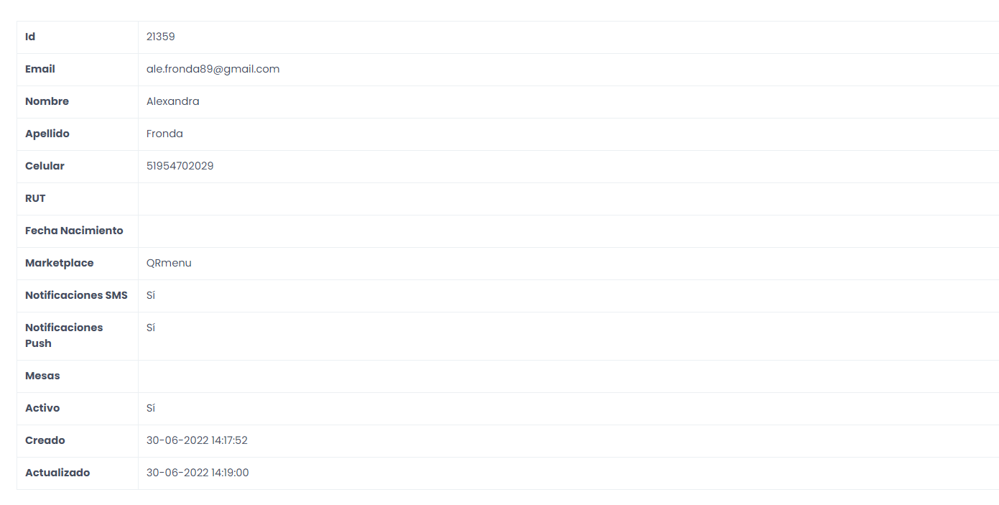 Id 21359
Email ale.fronda89@gmail.com
Nombre Alexandra
Apellido Fronda
Celular 51954702029
RUT
Fecha Nacimiento
Marketplace QRmenu
Notificaciones SMS Sí
Notificaciones Sí
Push
Mesas
Activo Sí
Creado 30-06-2022 14:17:52
Actualizado 30-06-2022 14:19:00